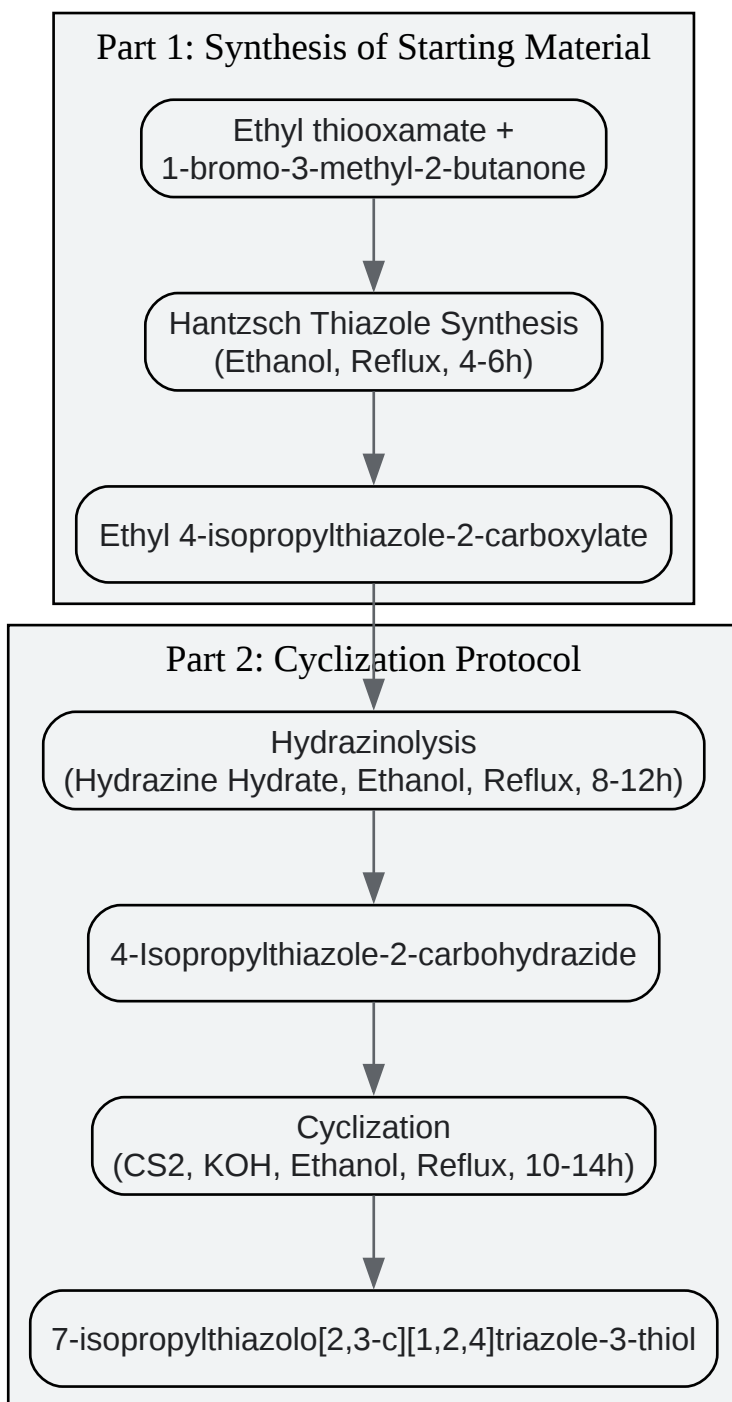 Part 1: Synthesis of Starting Material
Ethyl thiooxamate +
1-bromo-3-methyl-2-butanone
Hantzsch Thiazole Synthesis
(Ethanol, Reflux, 4-6h)
Ethyl 4-isopropylthiazole-2-carboxylate
Part 2: Cyclization Protocol
Hydrazinolysis
(Hydrazine Hydrate, Ethanol, Reflux, 8-12h)
4-Isopropylthiazole-2-carbohydrazide
Cyclization
(CS2, KOH, Ethanol, Reflux, 10-14h)
7-isopropylthiazolo[2,3-c][1,2,4]triazole-3-thiol